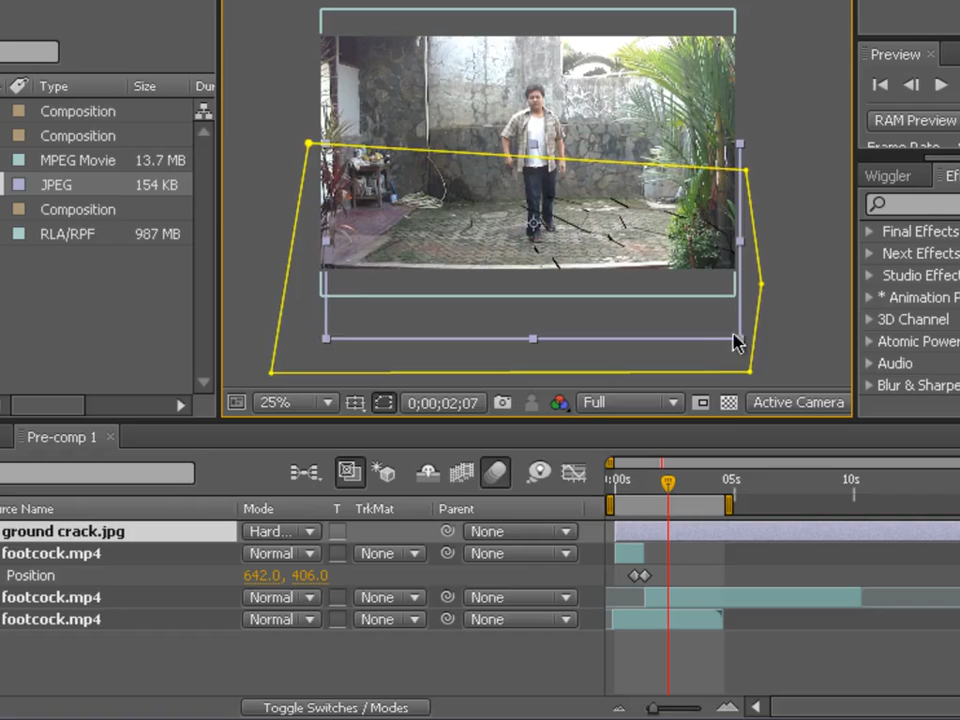 Type Size Dur
Composition
Composition
MPEG Movie 13.7 MB
JPEG 154 KB
Composition
RLA/RPF 987 MB
25% 0;00;02;07 Full Active Camera
Preview
RAM Preview
Wiggler
Final Effects
Next Effects
Studio Effec
* Animation P
3D Channel
Atomic Power
Audio
Blur & Sharpe
Pre-comp 1
:00s 05s 10s
rce Name Mode T TrkMat Parent
ground crack.jpg Hard... None
footcock.mp4 Normal None None
Position 642.0, 406.0
footcock.mp4 Normal None None
footcock.mp4 Normal None None
Toggle Switches / Modes